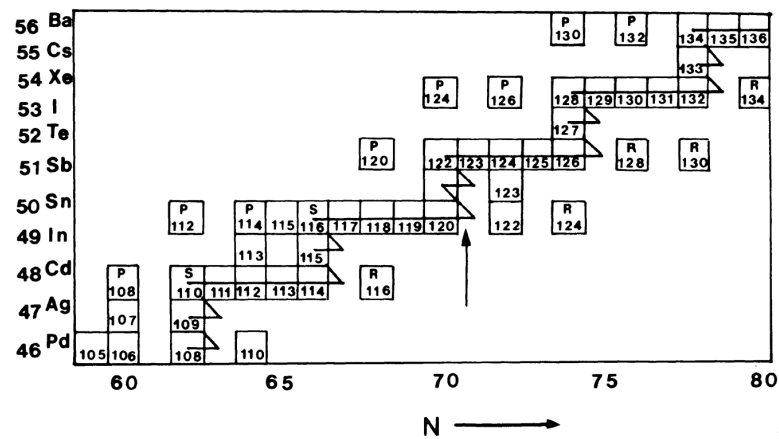 56 Ba P 130 P 132 134 135 136
55 Cs 133
54 Xe P 124 P 126 128 129 130 131 132 R 134
53 I 127
52 Te P 120 122 123 124 125 126 R 128 R 130
51 Sb 123
50 Sn P 112 P 114 115 S 116 117 118 119 120 122 R 124
49 In 113 115
48 Cd P 108 S 110 111 112 113 114 R 116
47 Ag 107 109
46 Pd 105 106 108 110
60 65 70 75 80
N